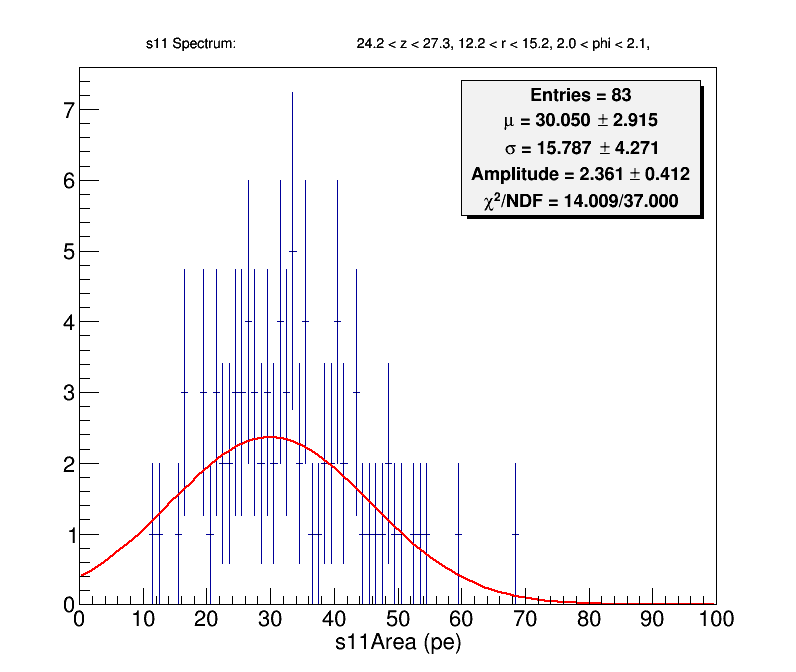 s11 Spectrum: 24.2 < z < 27.3, 12.2 < r < 15.2, 2.0 < phi < 2.1,
Entries = 83
μ = 30.050 ± 2.915
σ = 15.787 ± 4.271
Amplitude = 2.361 ± 0.412
χ²/NDF = 14.009/37.000
7
6
5
4
3
2
1
0
0 10 20 30 40 50 60 70 80 90 100
s11Area (pe)